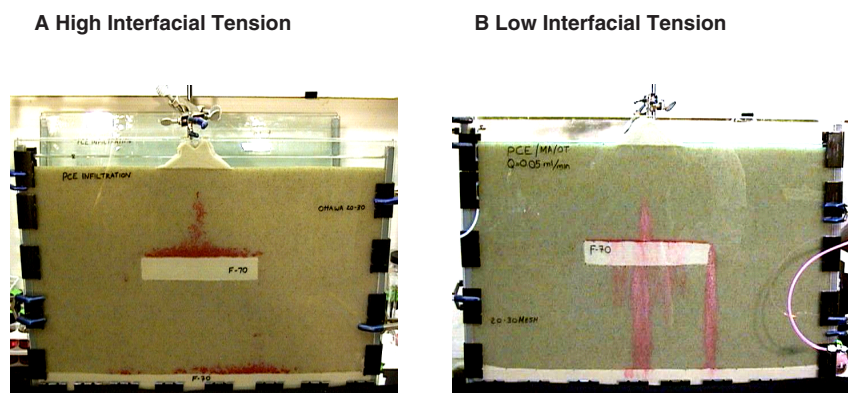 A High Interfacial Tension
B Low Interfacial Tension
PCE INFILTRATION
PCE INFILTRATION
OTTAWA 20-30
F-70
F-70
PCE/MA/OT
Q=0.05 ml/min
F-70
20-30 MESH